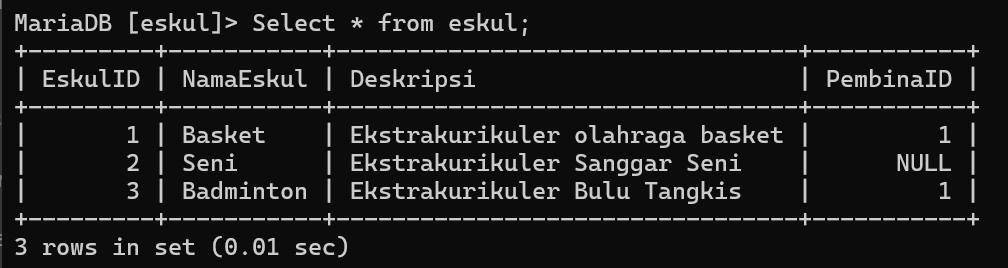 MariaDB [eskul]> Select * from eskul;
+---------+-----------+-------------------------------+-----------+
| EskulID | NamaEskul | Deskripsi                     | PembinaID |
+---------+-----------+-------------------------------+-----------+
|       1 | Basket    | Ekstrakurikuler olahraga basket |         1 |
|       2 | Seni      | Ekstrakurikuler Sanggar Seni    |      NULL |
|       3 | Badminton | Ekstrakurikuler Bulu Tangkis    |         1 |
+---------+-----------+-------------------------------+-----------+
3 rows in set (0.01 sec)